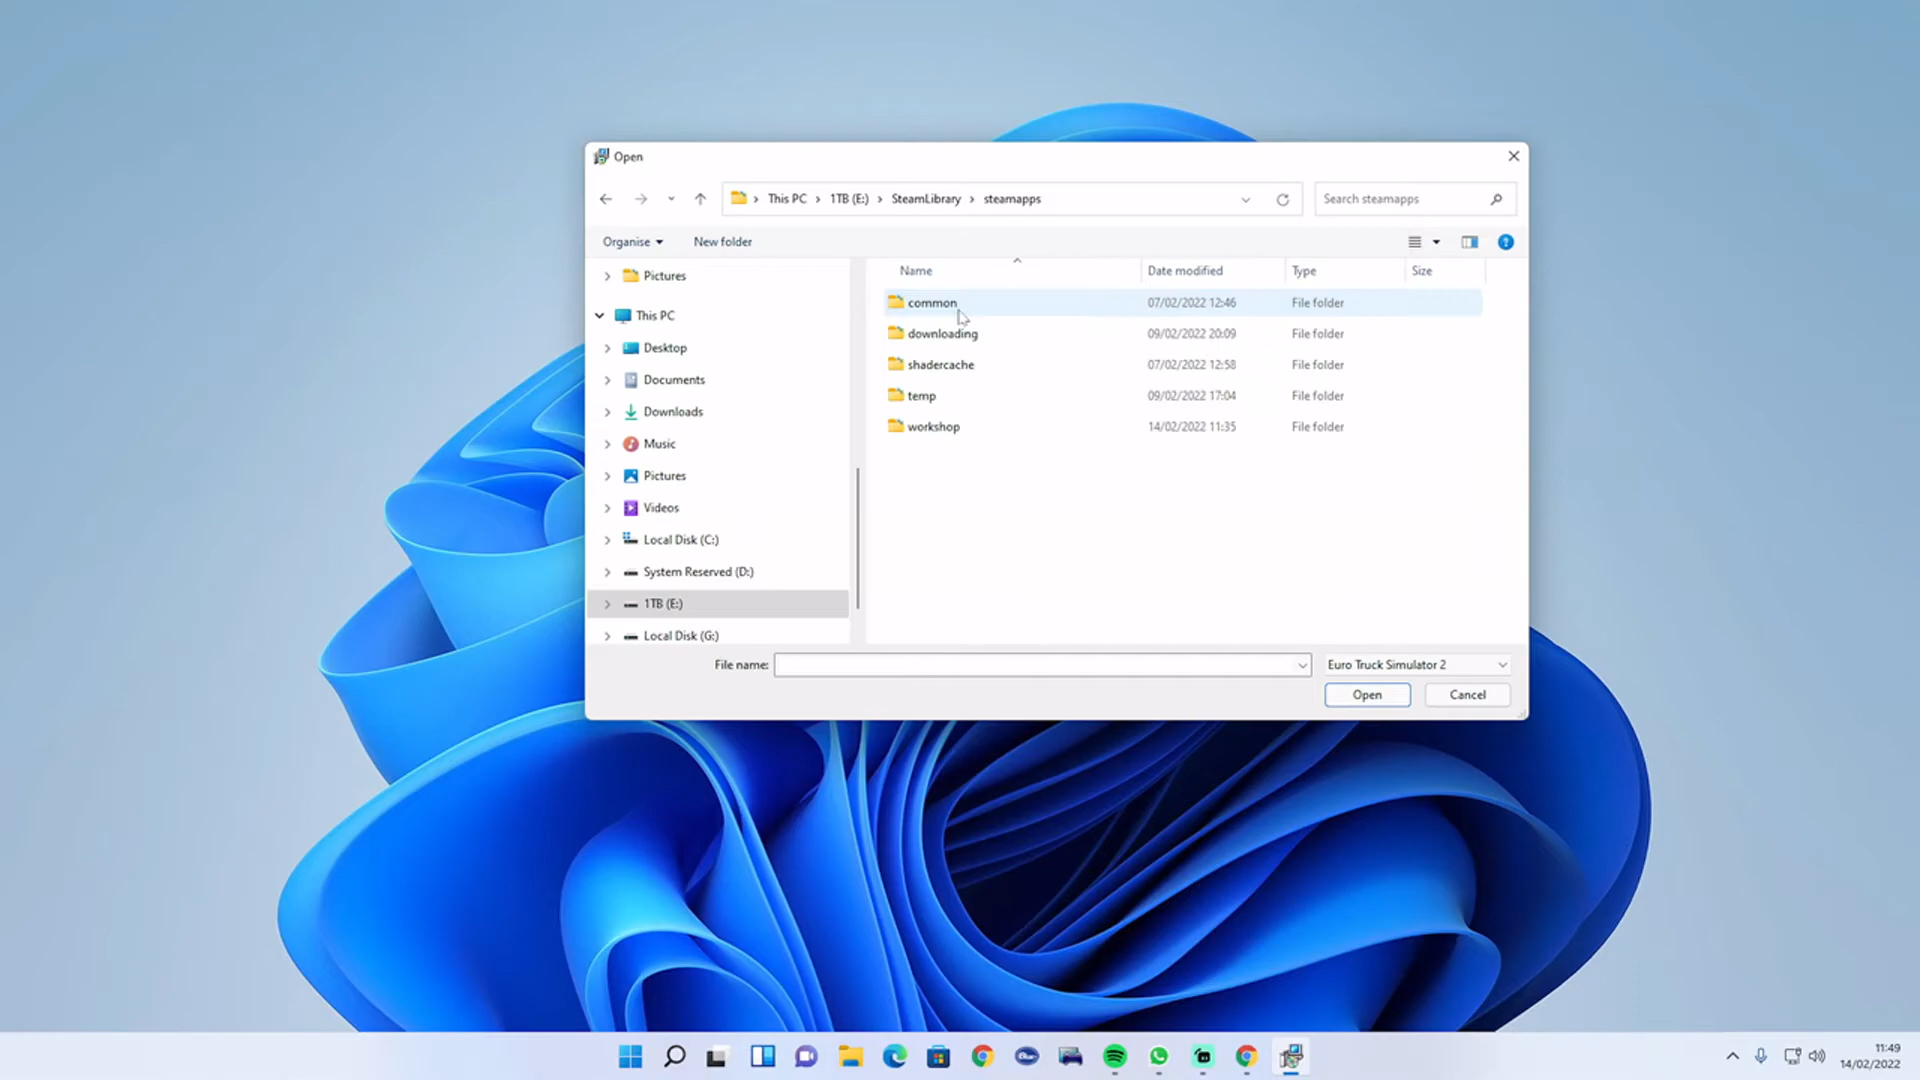 Open
This PC > 1TB (E:) > SteamLibrary > steamapps
Search steamapps
Organise
New folder
Name
Date modified
Type
Size
Pictures
This PC
Desktop
Documents
Downloads
Music
Pictures
Videos
Local Disk (C:)
System Reserved (D:)
1TB (E:)
Local Disk (G:)
common 07/02/2022 12:46 File folder
downloading 09/02/2022 20:09 File folder
shadercache 07/02/2022 12:58 File folder
temp 09/02/2022 17:04 File folder
workshop 14/02/2022 11:35 File folder
File name:
Euro Truck Simulator 2
Open
Cancel
11:49
14/02/2022